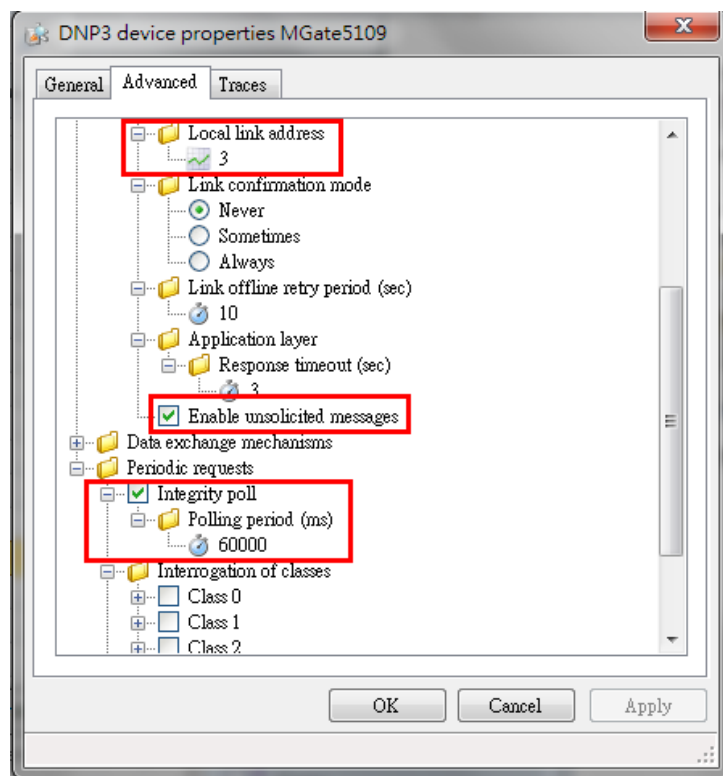 DNP3 device properties MGate5109
General Advanced Traces
Local link address
3
Link confirmation mode
Never
Sometimes
Always
Link offline retry period (sec)
10
Application layer
Response timeout (sec)
3
Enable unsolicited messages
Data exchange mechanisms
Periodic requests
Integrity poll
Polling period (ms)
60000
Interrogation of classes
Class 0
Class 1
Class 2
OK Cancel Apply